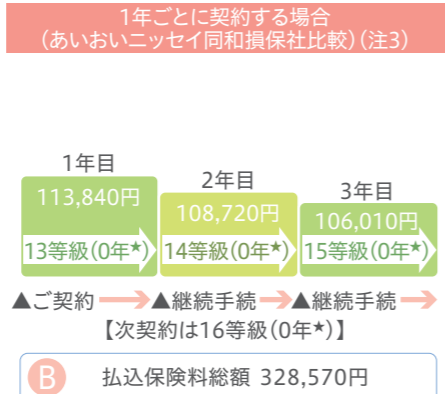 1年ごとに契約する場合
(あいおいニッセイ同和損保社比較)(注3)
1年目
2年目
3年目
113,840円
108,720円
106,010円
13等級(0年★)
14等級(0年★)
15等級(0年★)
▲ご契約
▲継続手続
▲継続手続
【次契約は16等級(0年★)】
B 払込保険料総額 328,570円